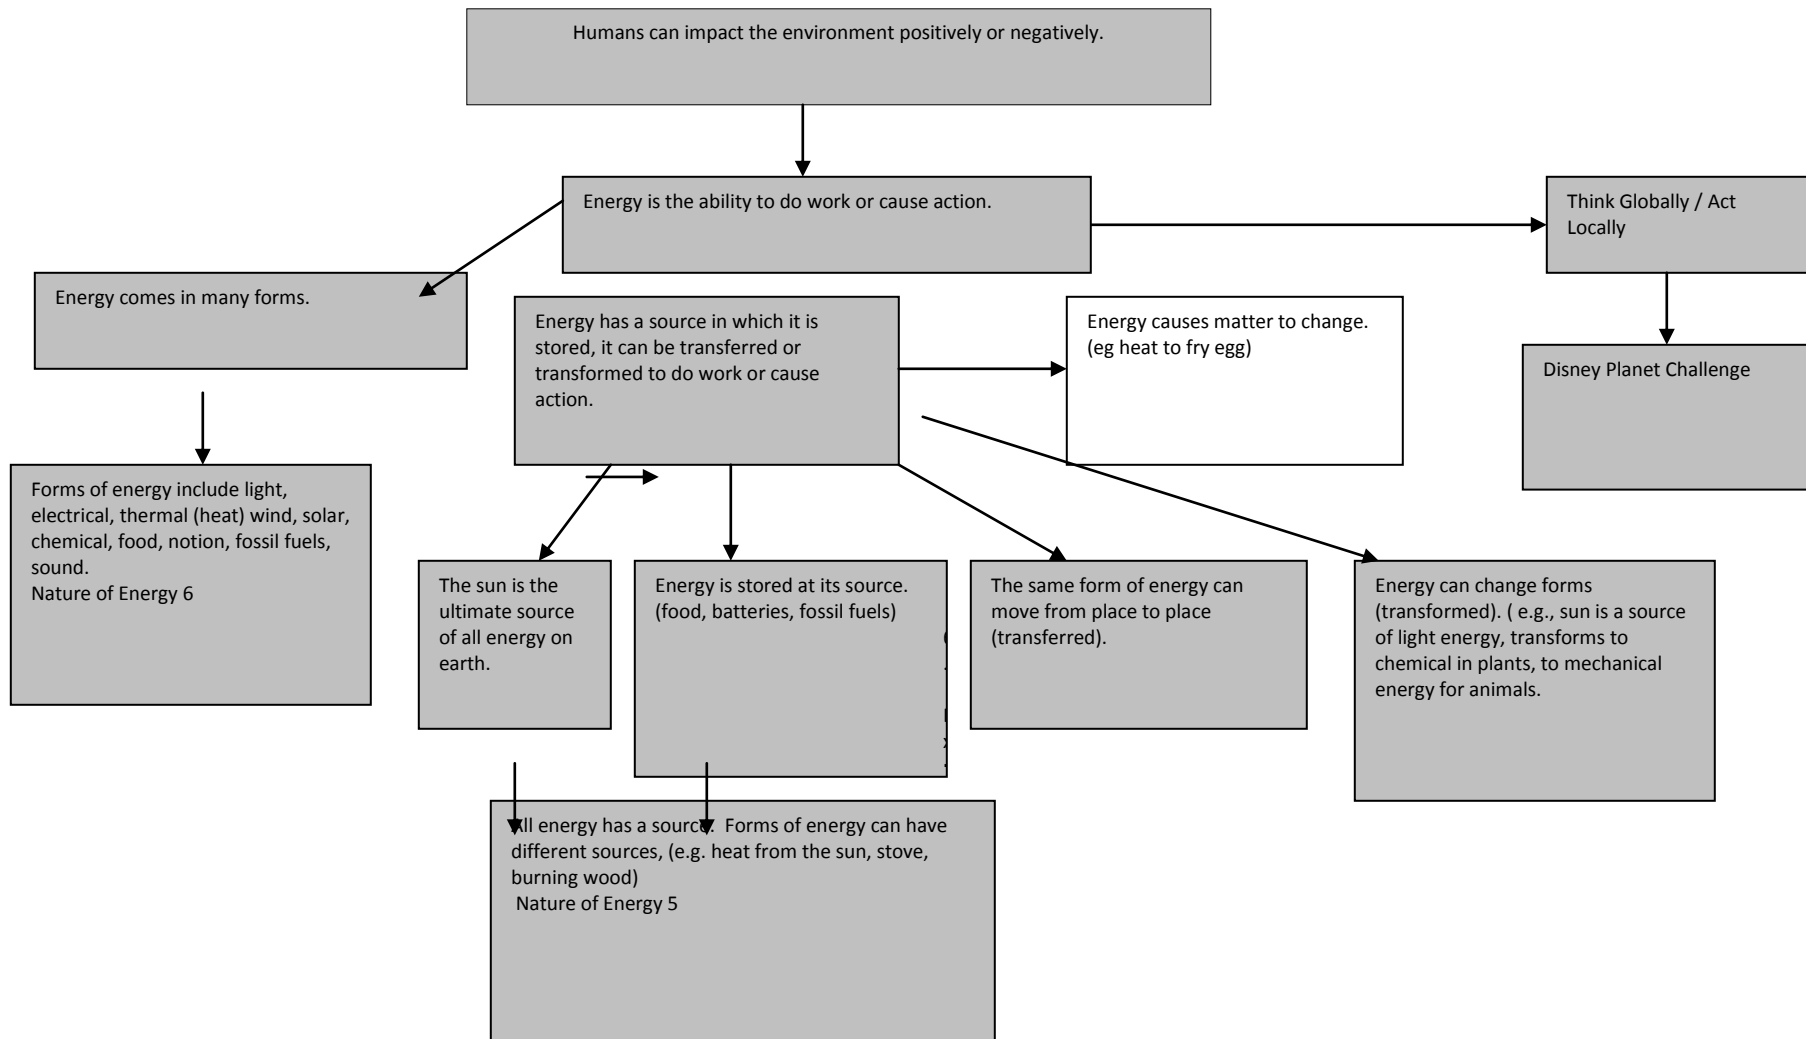 Humans can impact the environment positively or negatively.
Energy is the ability to do work or cause action.
Think Globally / Act
Locally
Energy comes in many forms.
Energy has a source in which it is
stored, it can be transferred or
transformed to do work or cause
action.
Energy causes matter to change.
(eg heat to fry egg)
Disney Planet Challenge
Forms of energy include light,
electrical, thermal (heat) wind, solar,
chemical, food, notion, fossil fuels,
sound.
Nature of Energy 6
The sun is the
ultimate source
of all energy on
earth.
Energy is stored at its source.
(food, batteries, fossil fuels)
The same form of energy can
move from place to place
(transferred).
Energy can change forms
(transformed). ( e.g., sun is a source
of light energy, transforms to
chemical in plants, to mechanical
energy for animals.
All energy has a source.  Forms of energy can have
different sources, (e.g. heat from the sun, stove,
burning wood)
Nature of Energy 5